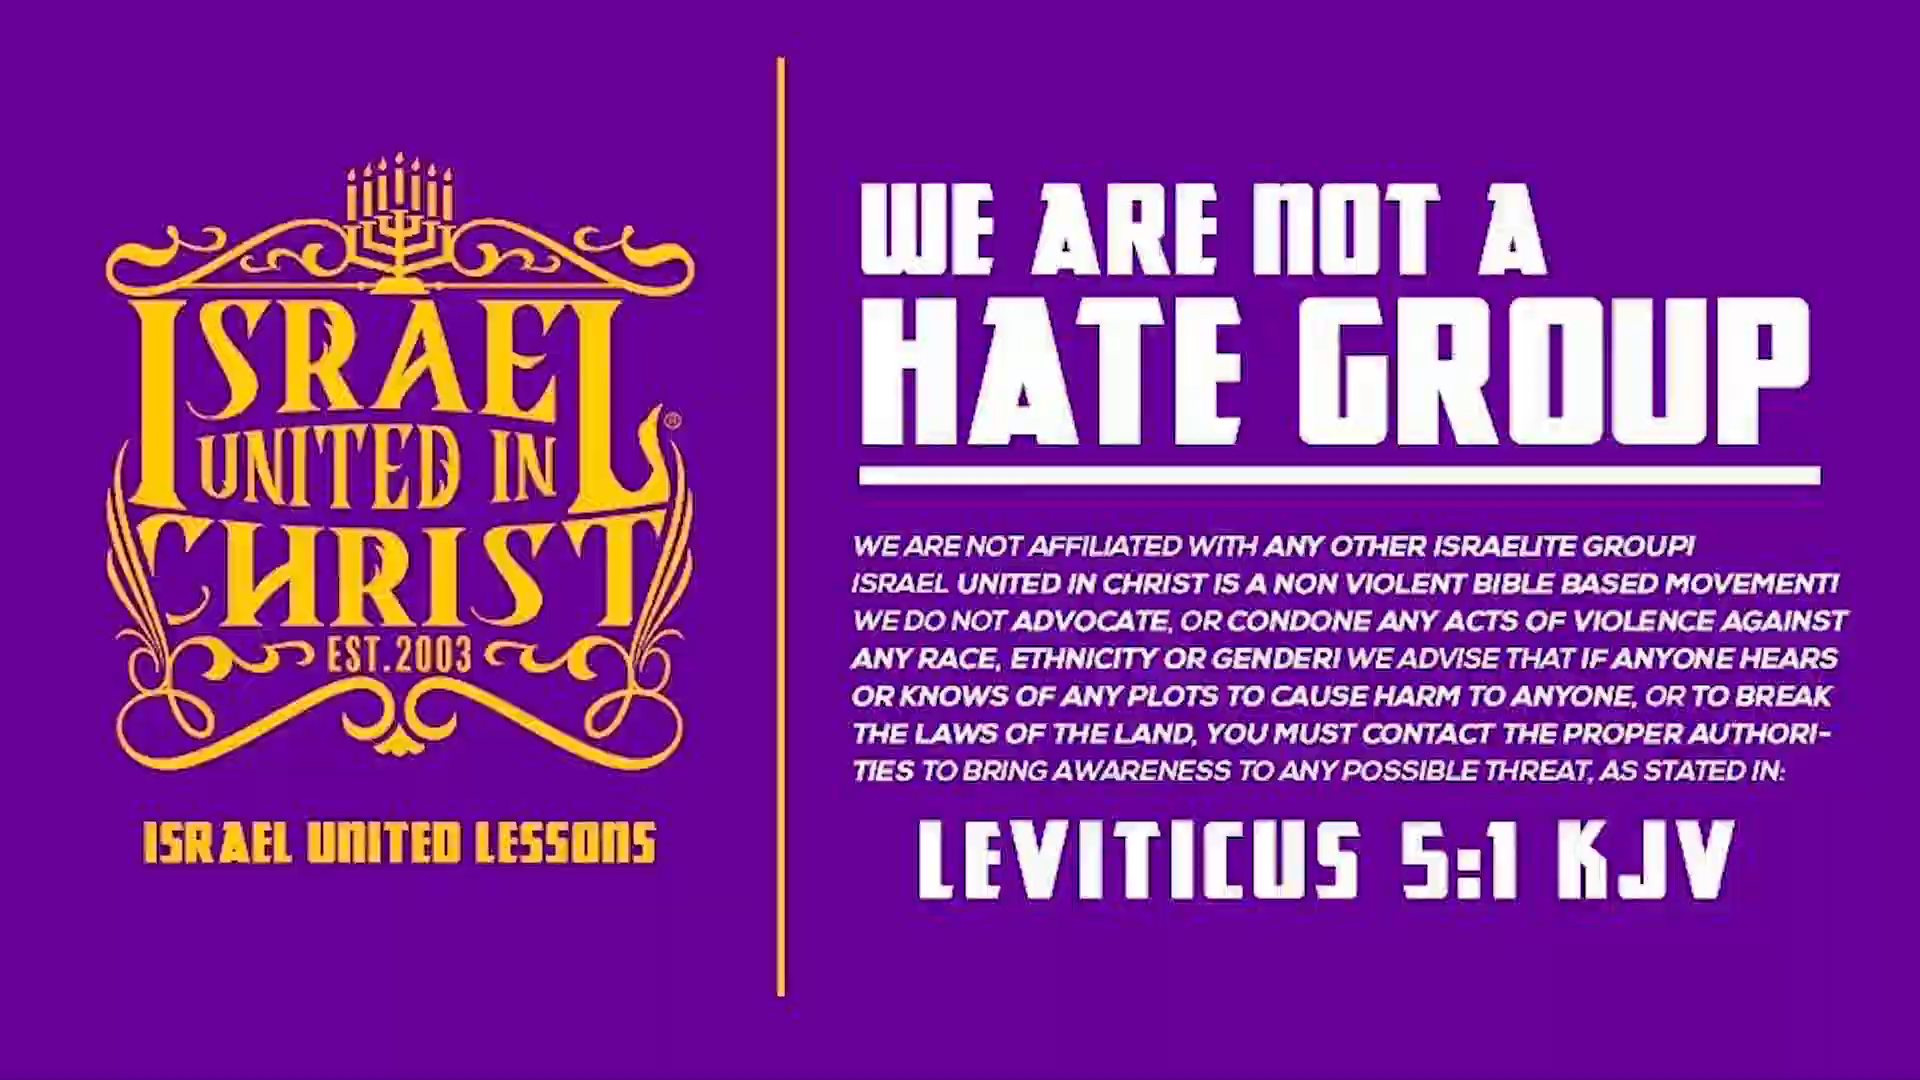 ISRAEL
UNITED IN
CHRIST
®
EST.2003
ISRAEL UNITED LESSONS
WE ARE NOT A
HATE GROUP
WE ARE NOT AFFILIATED WITH ANY OTHER ISRAELITE GROUP!
ISRAEL UNITED IN CHRIST IS A NON VIOLENT BIBLE BASED MOVEMENT!
WE DO NOT ADVOCATE, OR CONDONE ANY ACTS OF VIOLENCE AGAINST
ANY RACE, ETHNICITY OR GENDER! WE ADVISE THAT IF ANYONE HEARS
OR KNOWS OF ANY PLOTS TO CAUSE HARM TO ANYONE, OR TO BREAK
THE LAWS OF THE LAND, YOU MUST CONTACT THE PROPER AUTHORI-
TIES TO BRING AWARENESS TO ANY POSSIBLE THREAT, AS STATED IN:
LEVITICUS 5:1 KJV